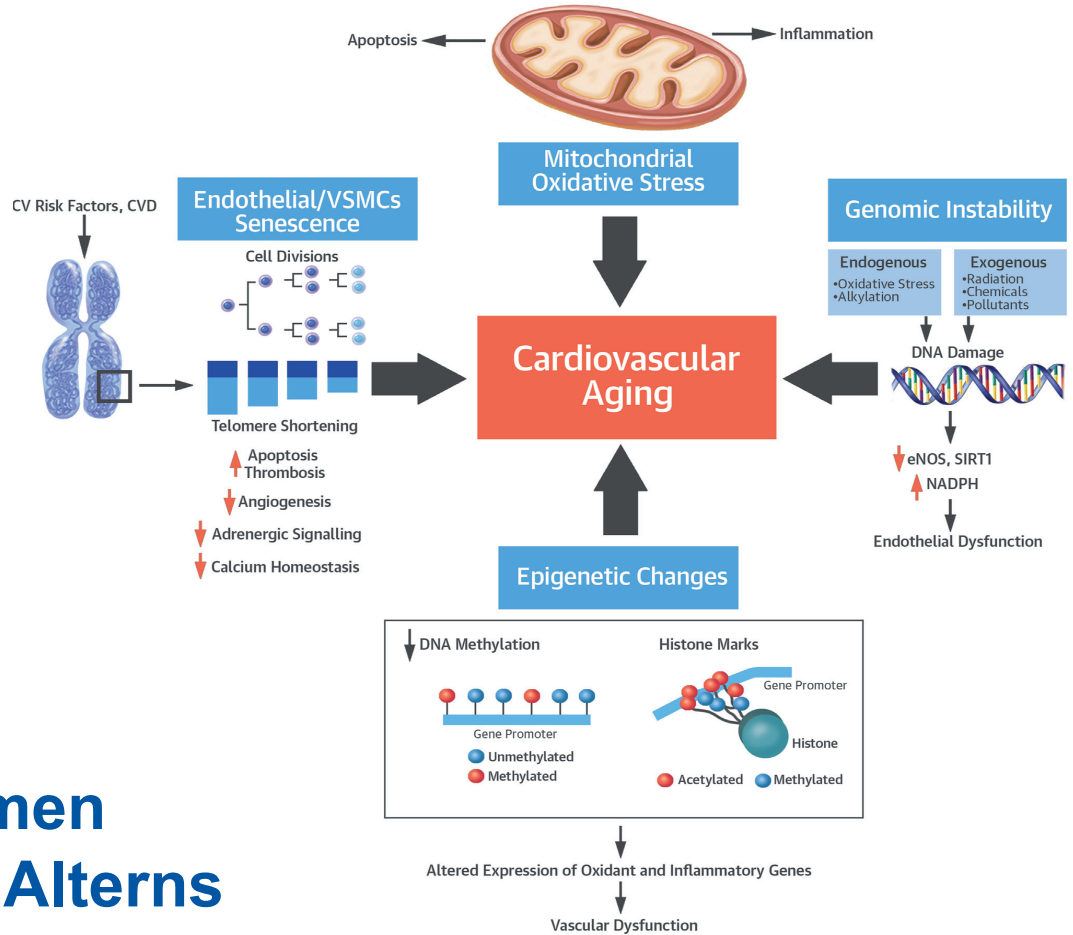 Apoptosis
Inflammation
Mitochondrial
Oxidative Stress
CV Risk Factors, CVD
Endothelial/VSMCs
Senescence
Cell Divisions
Telomere Shortening
Apoptosis
Thrombosis
Angiogenesis
Adrenergic Signalling
Calcium Homeostasis
Cardiovascular
Aging
Genomic Instability
Endogenous
•Oxidative Stress
•Alkylation
Exogenous
•Radiation
•Chemicals
•Pollutants
DNA Damage
eNOS, SIRT1
NADPH
Endothelial Dysfunction
Epigenetic Changes
DNA Methylation
Gene Promoter
Unmethylated
Methylated
Histone Marks
Gene Promoter
Histone
Acetylated
Methylated
Altered Expression of Oxidant and Inflammatory Genes
Vascular Dysfunction
men
Alterns